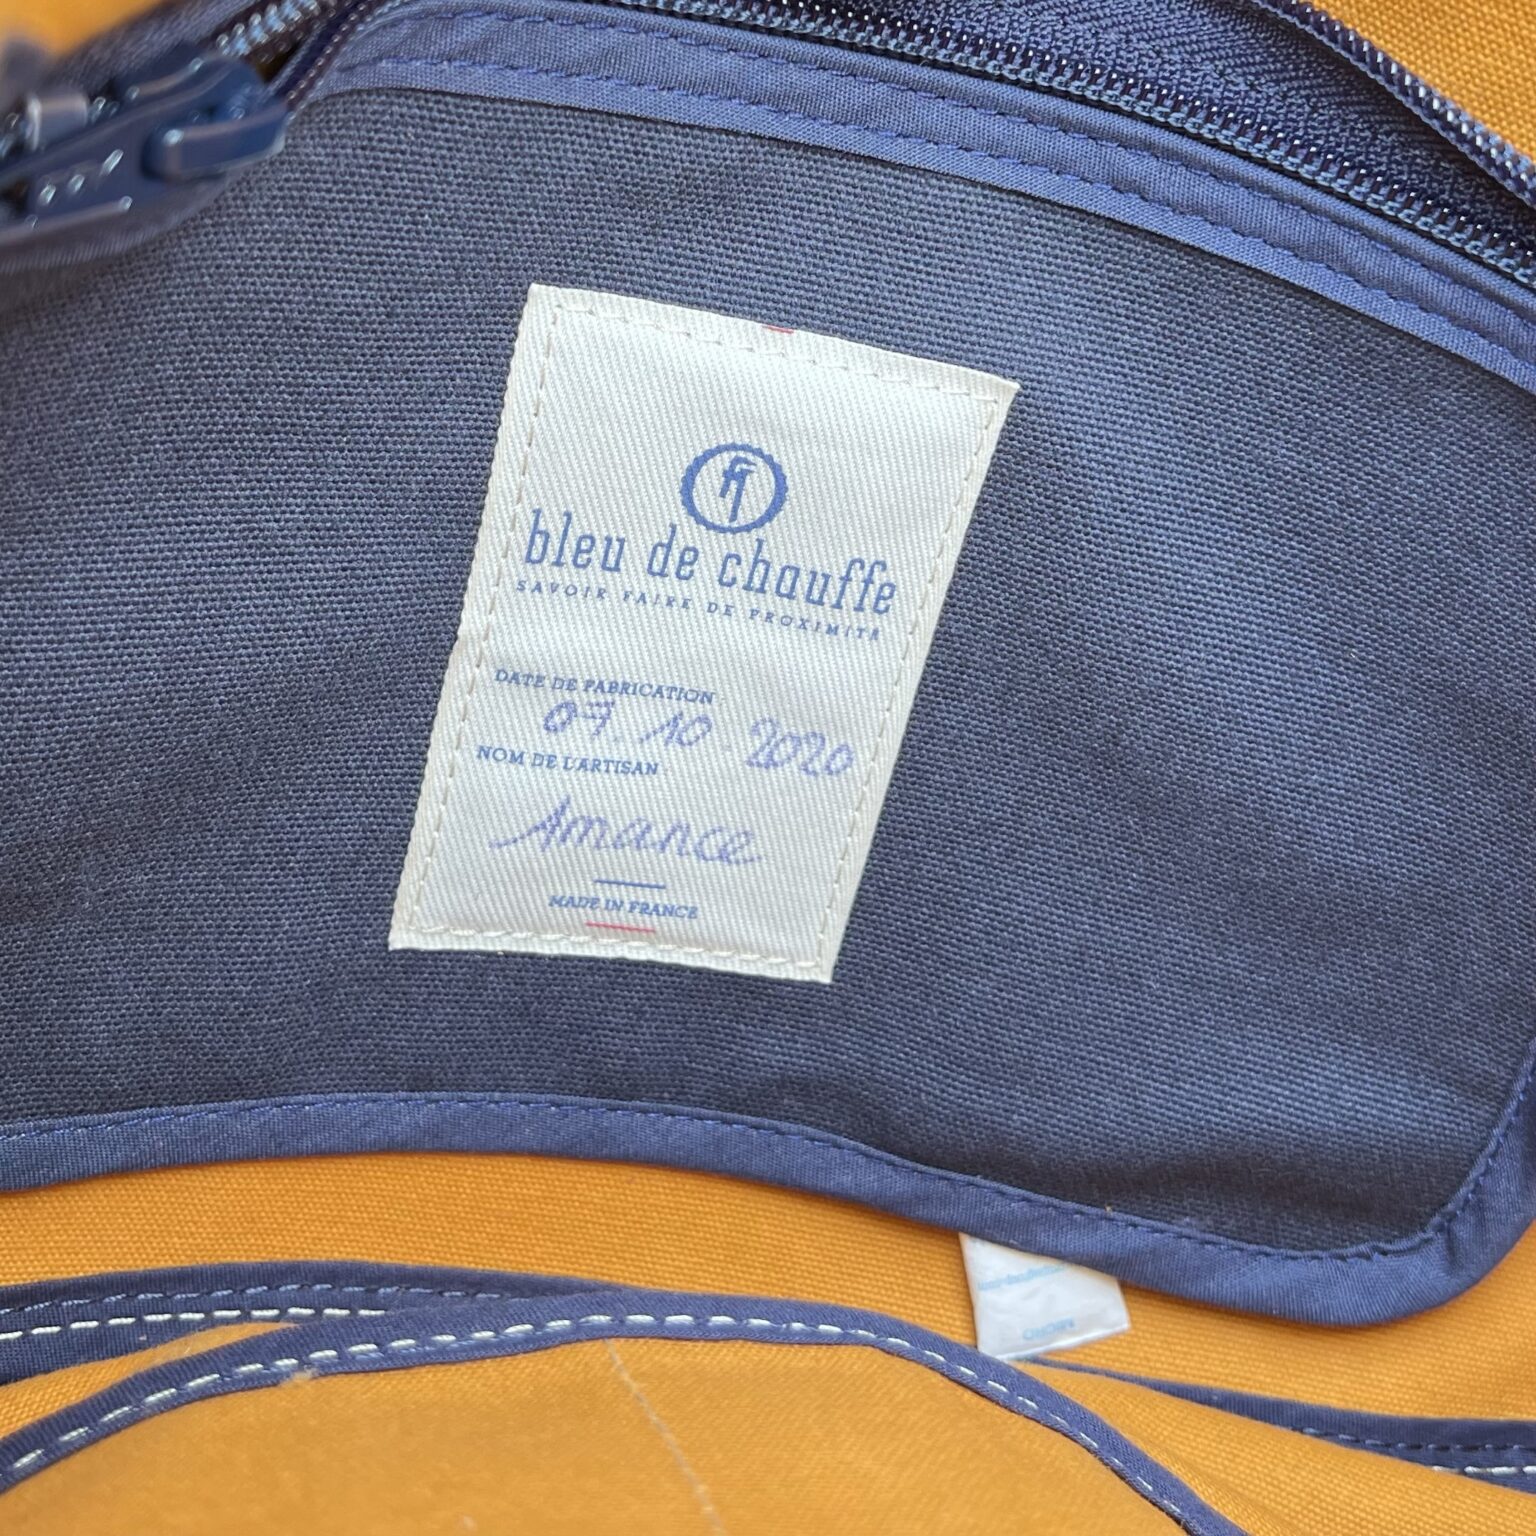 bleu de chauffe
SAVOIR FAIRE DE PROXIMITÉ
DATE DE FABRICATION
07.10.2020
NOM DE L'ARTISAN
Amance
MADE IN FRANCE
MICRO